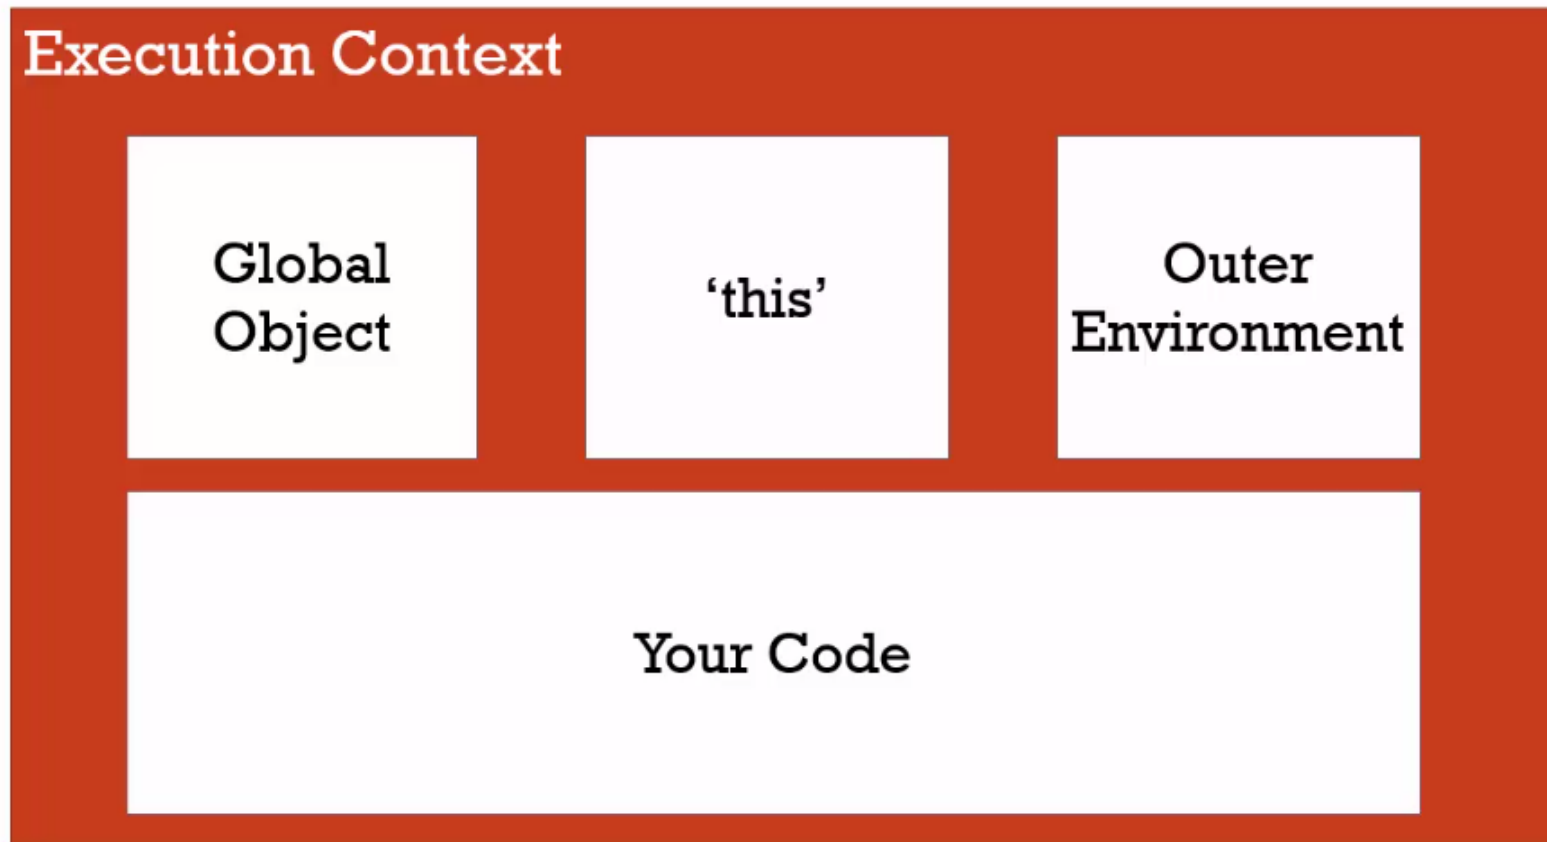 Execution Context
Global
Object
‘this’
Outer
Environment
Your Code